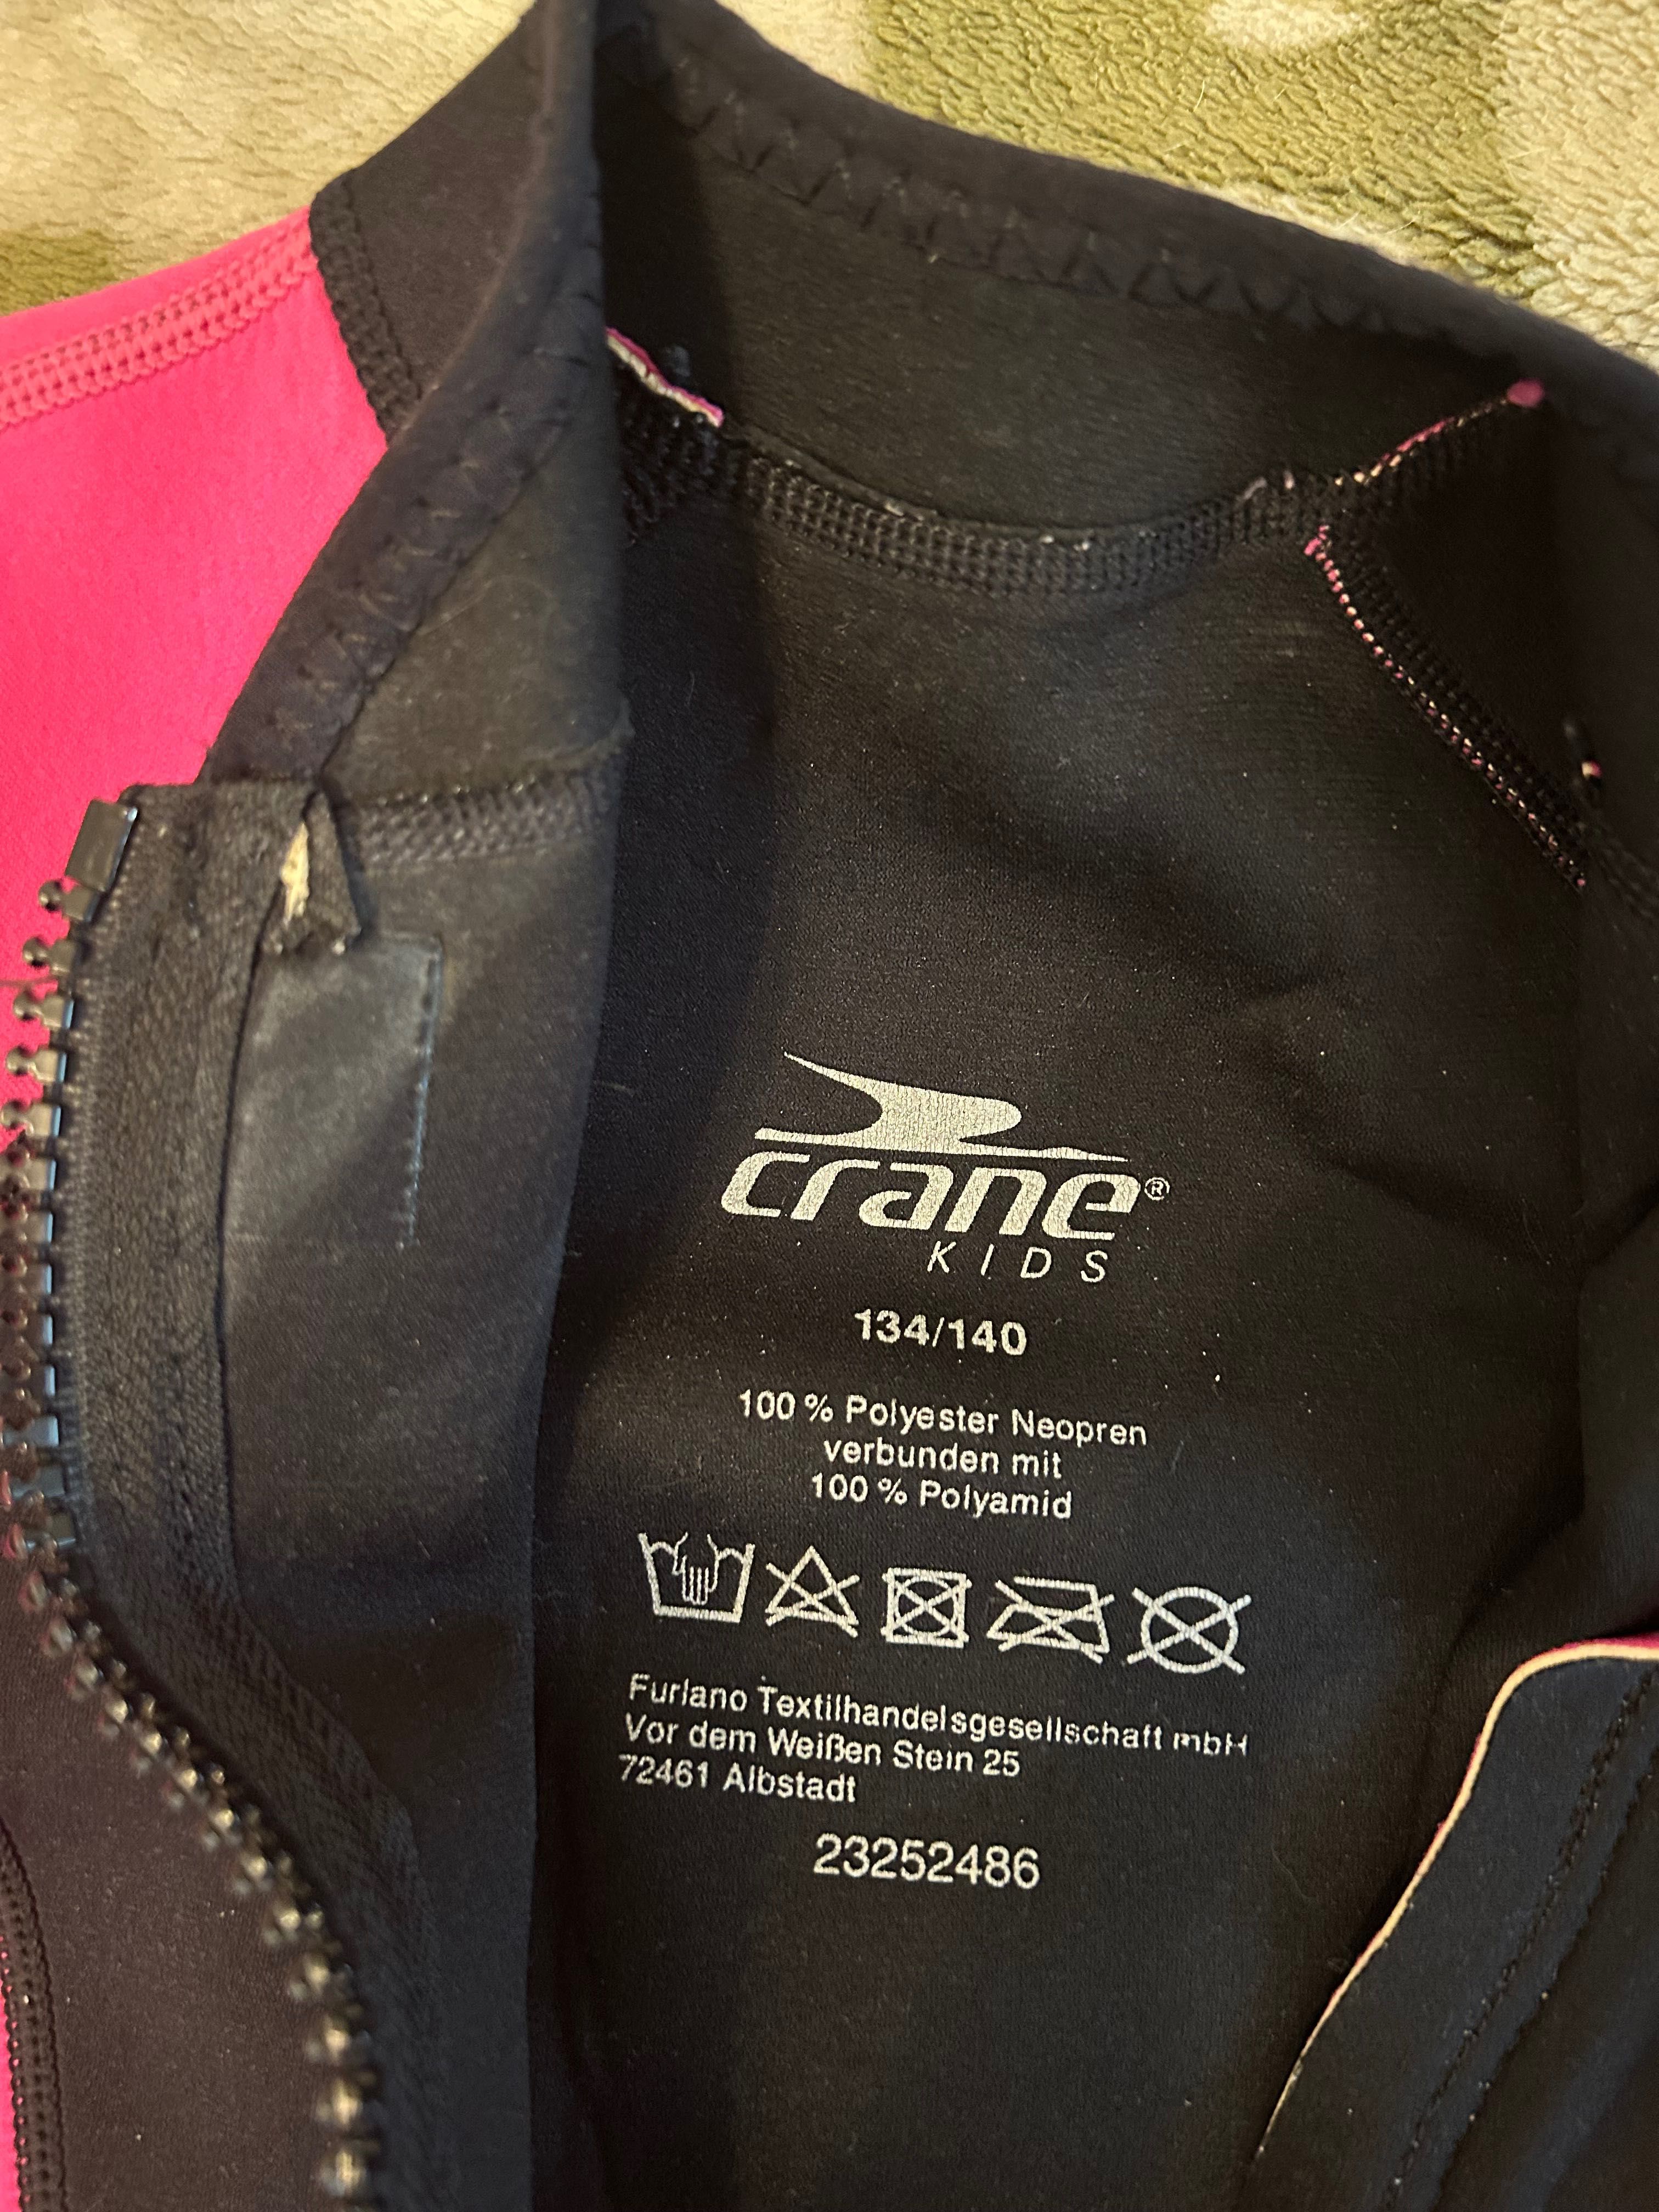 crane®
KIDS
134/140
100 % Polyester Neopren
verbunden mit
100 % Polyamid
Furlano Textilhandelsgesellschaft mbH
Vor dem Weißen Stein 25
72461 Albstadt
23252486